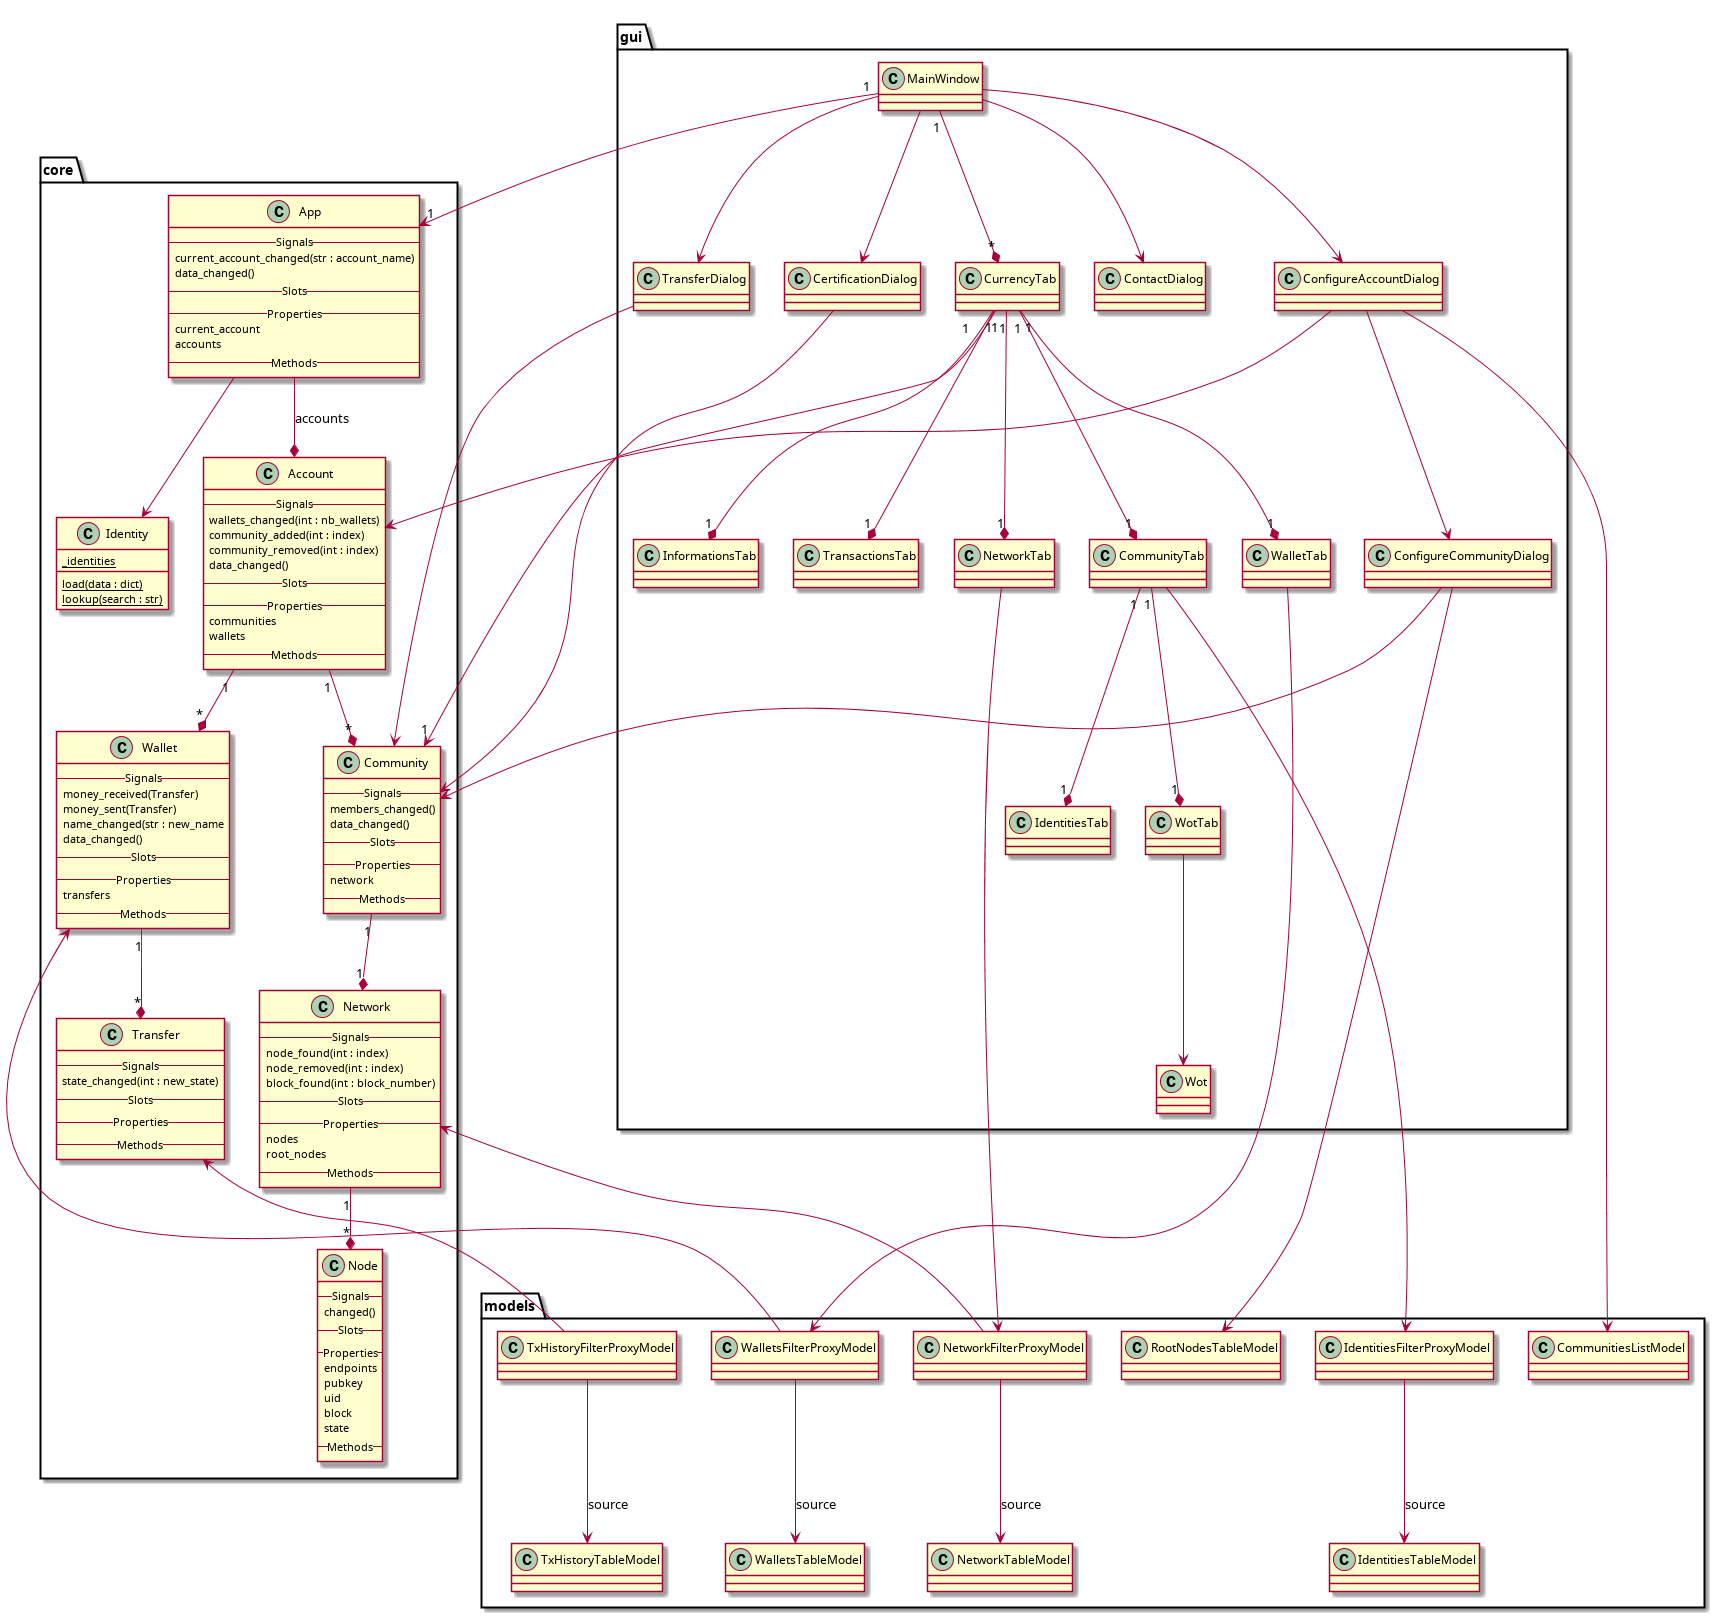 gui
C MainWindow
1
1
1
*
C TransferDialog
C CertificationDialog
C CurrencyTab
C ContactDialog
C ConfigureAccountDialog
1
1
1
1
1
1
core
C App
Signals
current_account_changed(str : account_name)
data_changed()
Slots
Properties
current_account
accounts
Methods
accounts
C Account
Signals
wallets_changed(int : nb_wallets)
community_added(int : index)
community_removed(int : index)
data_changed()
Slots
Properties
communities
wallets
Methods
C Identity
_identities
load(data : dict)
lookup(search : str)
1
1
1
1
1
C InformationsTab
C TransactionsTab
C NetworkTab
C CommunityTab
C WalletTab
C ConfigureCommunityDialog
1
1
1
1
*
*
1
C Wallet
Signals
money_received(Transfer)
money_sent(Transfer)
name_changed(str : new_name
data_changed()
Slots
Properties
transfers
Methods
C Community
Signals
members_changed()
data_changed()
Slots
Properties
network
Methods
1
1
C IdentitiesTab
C WotTab
1
*
1
1
C Transfer
Signals
state_changed(int : new_state)
Slots
Properties
Methods
C Network
Signals
node_found(int : index)
node_removed(int : index)
block_found(int : block_number)
Slots
Properties
nodes
root_nodes
Methods
C Wot
1
*
C Node
Signals
changed()
Slots
Properties
endpoints
pubkey
uid
block
state
Methods
models
C TxHistoryFilterProxyModel
C WalletsFilterProxyModel
C NetworkFilterProxyModel
C RootNodesTableModel
C IdentitiesFilterProxyModel
C CommunitiesListModel
source
source
source
source
C TxHistoryTableModel
C WalletsTableModel
C NetworkTableModel
C IdentitiesTableModel